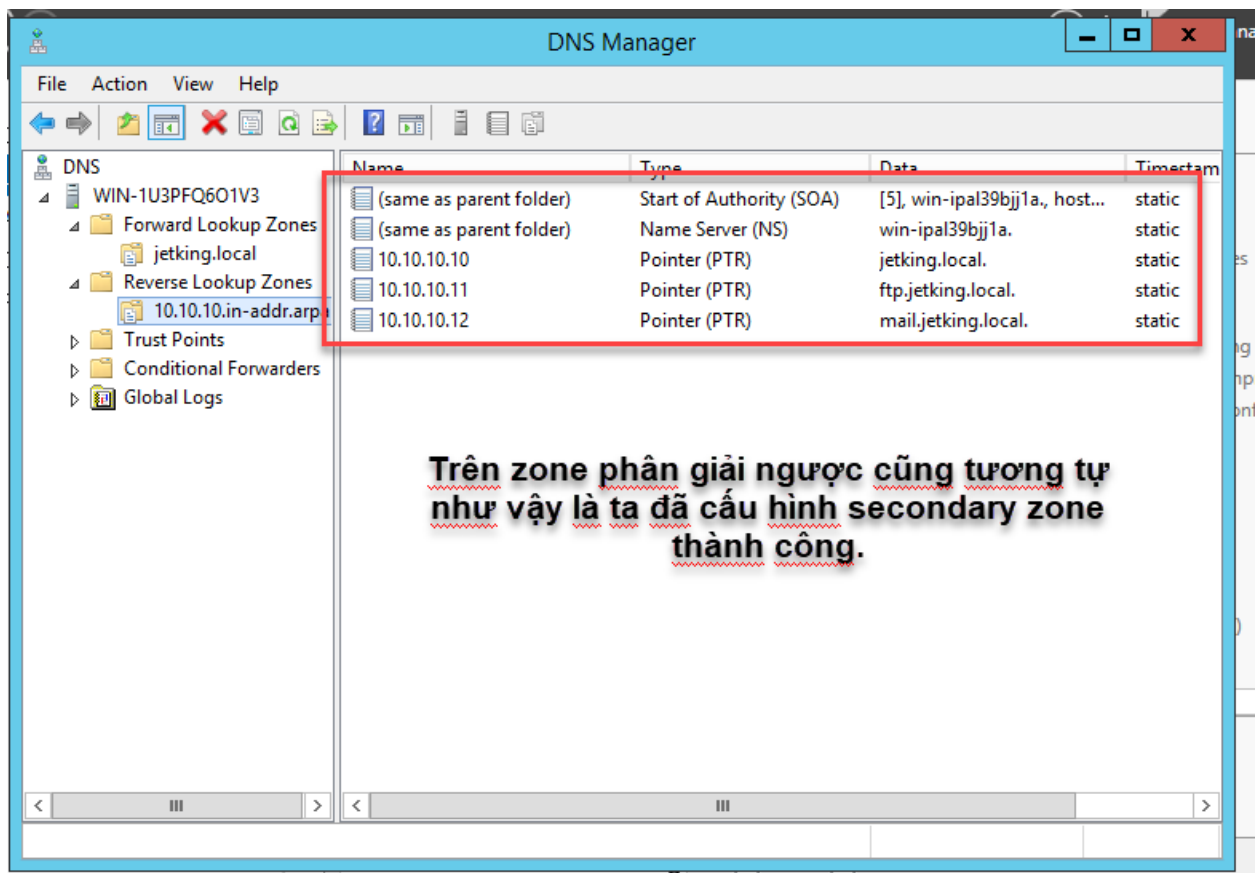 DNS Manager
File Action View Help
DNS
WIN-1U3PFQ6O1V3
Forward Lookup Zones
jetking.local
Reverse Lookup Zones
10.10.10.in-addr.arpa
Trust Points
Conditional Forwarders
Global Logs
Name Type Data Timestam
(same as parent folder) Start of Authority (SOA) [5], win-ipal39bjj1a., host... static
(same as parent folder) Name Server (NS) win-ipal39bjj1a. static
10.10.10.10 Pointer (PTR) jetking.local. static
10.10.10.11 Pointer (PTR) ftp.jetking.local. static
10.10.10.12 Pointer (PTR) mail.jetking.local. static
Trên zone phân giải ngược cũng tương tự
như vậy là ta đã cấu hình secondary zone
thành công.